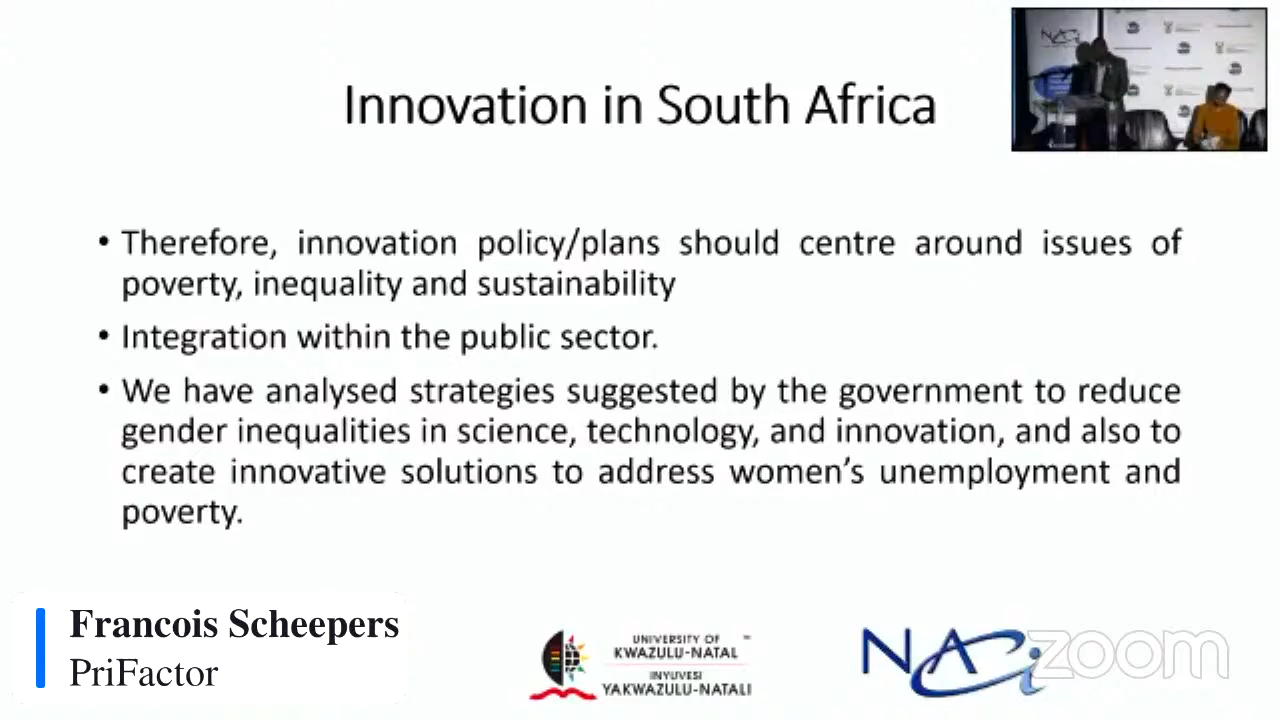 Innovation in South Africa
• Therefore, innovation policy/plans should centre around issues of
poverty, inequality and sustainability
• Integration within the public sector.
• We have analysed strategies suggested by the government to reduce
gender inequalities in science, technology, and innovation, and also to
create innovative solutions to address women's unemployment and
poverty.
Francois Scheepers
PriFactor
UNIVERSITY OF ™
KWAZULU-NATAL
INYUVESI
YAKWAZULU-NATALI
NACi
zoom
NACi